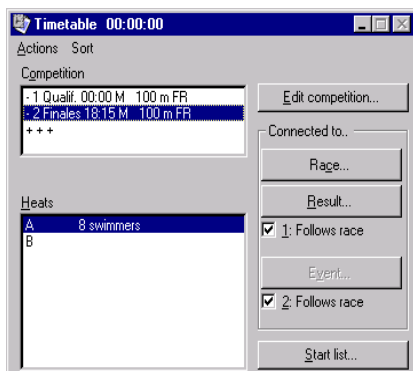 Timetable 00:00:00
Actions Sort
Competition
- 1 Qualif. 00:00 M 100 m FR
- 2 Finales 18:15 M 100 m FR
+ + +
Edit competition...
Connected to..
Race...
Result...
1: Follows race
Event...
2: Follows race
Heats
A 8 swimmers
B
Start list...